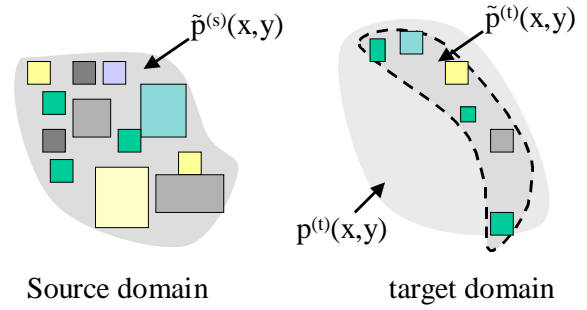 p̃⁽ˢ⁾(x,y)
p̃⁽ᵗ⁾(x,y)
p⁽ᵗ⁾(x,y)
Source domain
target domain